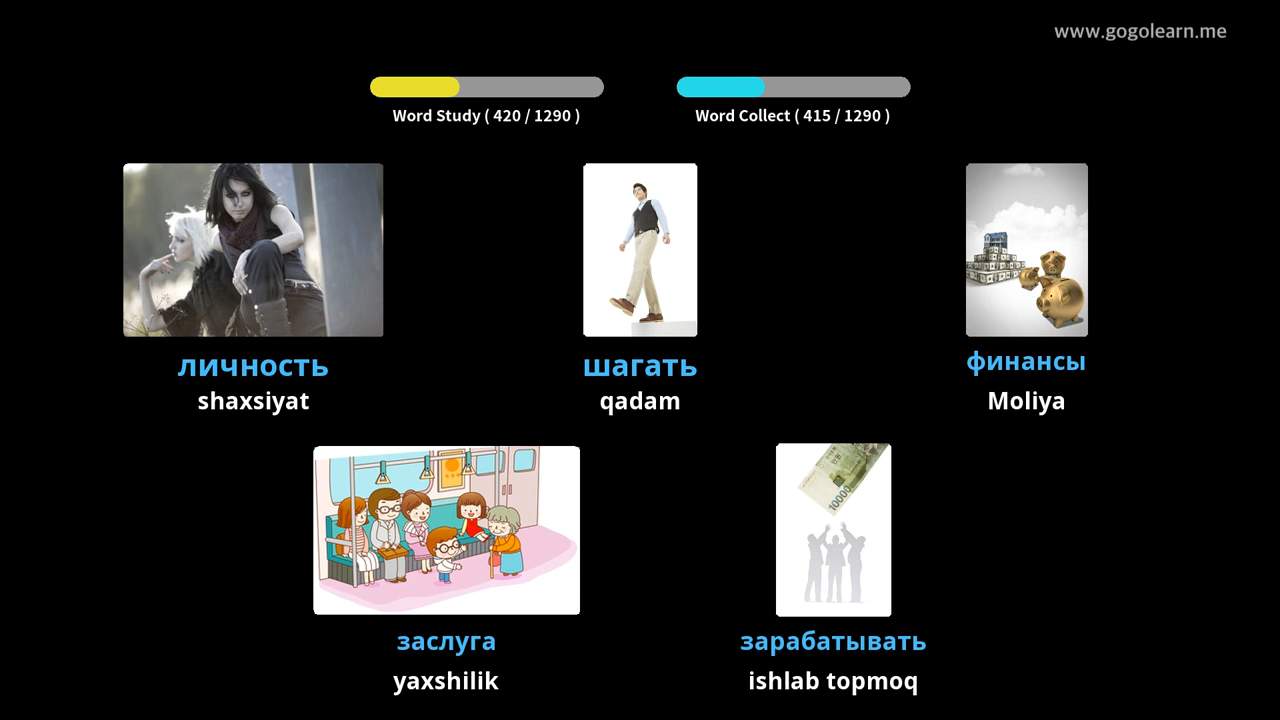 www.gogolearn.me
Word Study ( 420 / 1290 )
Word Collect ( 415 / 1290 )
личность
shaxsiyat
шагать
qadam
финансы
Moliya
10000
заслуга
yaxshilik
зарабатывать
ishlab topmoq